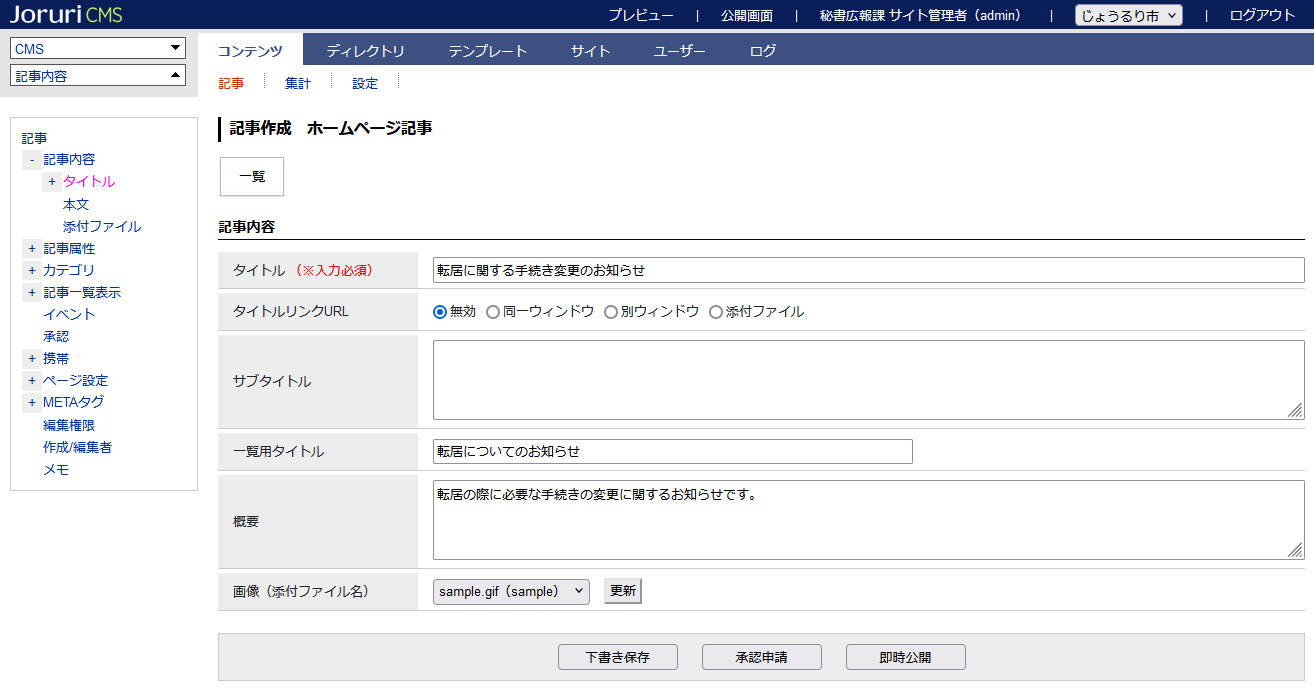 Joruri CMS プレビュー | 公開画面 | 秘書広報課 サイト管理者（admin） | じょうるり市 | ログアウト
CMS
記事内容
コンテンツ ディレクトリ テンプレート サイト ユーザー ログ
記事 集計 設定
記事
- 記事内容
+ タイトル
本文
添付ファイル
+ 記事属性
+ カテゴリ
+ 記事一覧表示
イベント
承認
+ 携帯
+ ページ設定
+ METAタグ
編集権限
作成/編集者
メモ
記事作成　ホームページ記事
一覧
記事内容
タイトル （※入力必須） 転居に関する手続き変更のお知らせ
タイトルリンクURL 無効 同一ウィンドウ 別ウィンドウ 添付ファイル
サブタイトル
一覧用タイトル 転居についてのお知らせ
概要 転居の際に必要な手続きの変更に関するお知らせです。
画像（添付ファイル名） sample.gif（sample） 更新
下書き保存 承認申請 即時公開